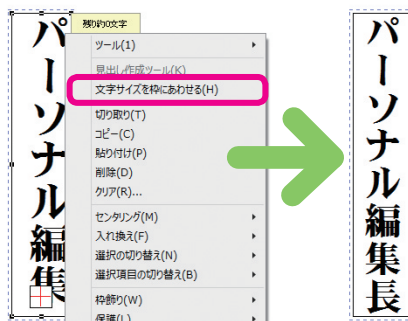 パーソナル編集
残り約0文字
ツール(1)
見出し作成ツール(K)
文字サイズを枠にあわせる(H)
切り取り(T)
コピー(C)
貼り付け(P)
削除(D)
クリア(R)...
センタリング(M)
入れ換え(F)
選択の切り替え(N)
選択項目の切り替え(B)
枠飾り(W)
保護(L)
パーソナル編集長